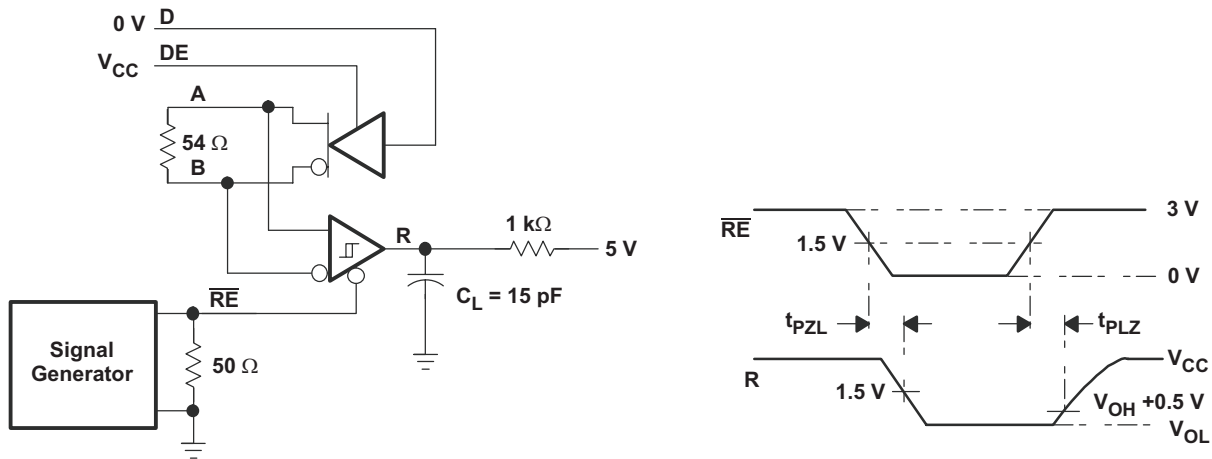 0 V D
V_CC DE
A
54 Ω
B
R
1 kΩ
5 V
C_L = 15 pF
RE
Signal
Generator
50 Ω
RE
3 V
1.5 V
0 V
t_PZL
t_PLZ
R
V_CC
1.5 V
V_OH +0.5 V
V_OL